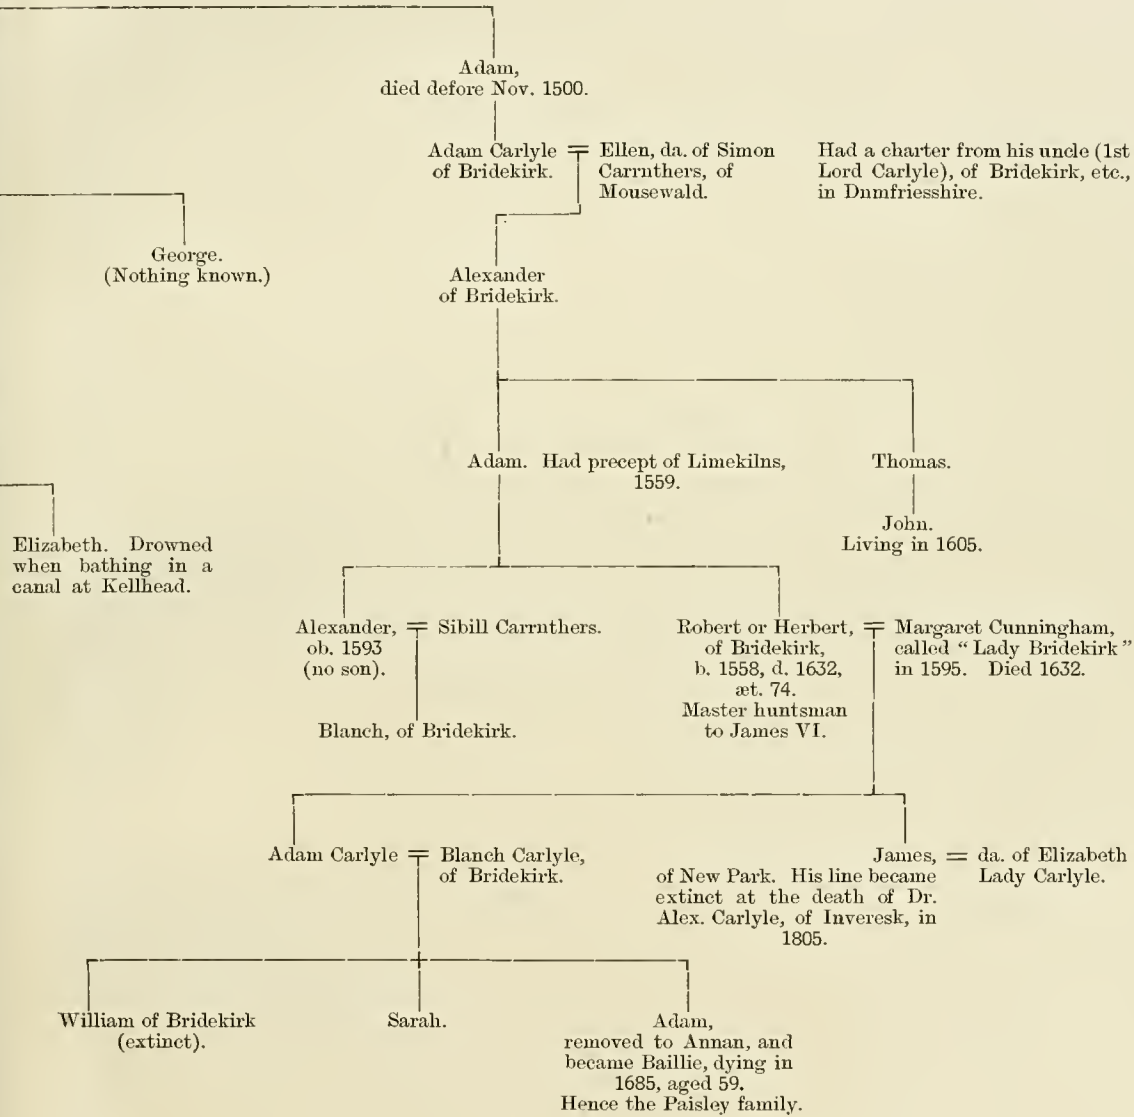 Adam,
died defore Nov. 1500.
Adam Carlyle
of Bridekirk.
Ellen, da. of Simon
Carrnthers, of
Mousewald.
Had a charter from his uncle (1st
Lord Carlyle), of Bridekirk, etc.,
in Dumfriesshire.
George.
(Nothing known.)
Alexander
of Bridekirk.
Adam. Had precept of Limekilns,
1559.
Thomas.
John.
Living in 1605.
Elizabeth. Drowned
when bathing in a
canal at Kellhead.
Alexander,
ob. 1593
(no son).
Sibill Carrnthers.
Blanch, of Bridekirk.
Robert or Herbert,
of Bridekirk,
b. 1558, d. 1632,
æt. 74.
Master huntsman
to James VI.
Margaret Cunningham,
called “Lady Bridekirk”
in 1595. Died 1632.
Adam Carlyle
Blanch Carlyle,
of Bridekirk.
James,
of New Park. His line became
extinct at the death of Dr.
Alex. Carlyle, of Inveresk, in
1805.
da. of Elizabeth
Lady Carlyle.
William of Bridekirk
(extinct).
Sarah.
Adam,
removed to Annan, and
became Baillie, dying in
1685, aged 59.
Hence the Paisley family.